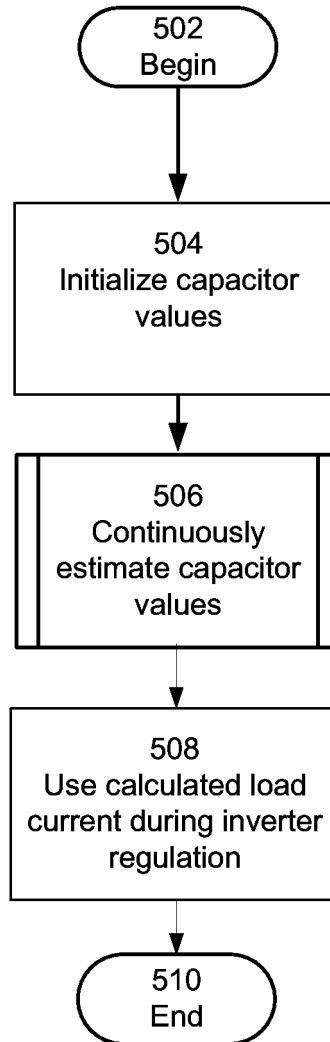 502
Begin
504
Initialize capacitor
values
506
Continuously
estimate capacitor
values
508
Use calculated load
current during inverter
regulation
510
End